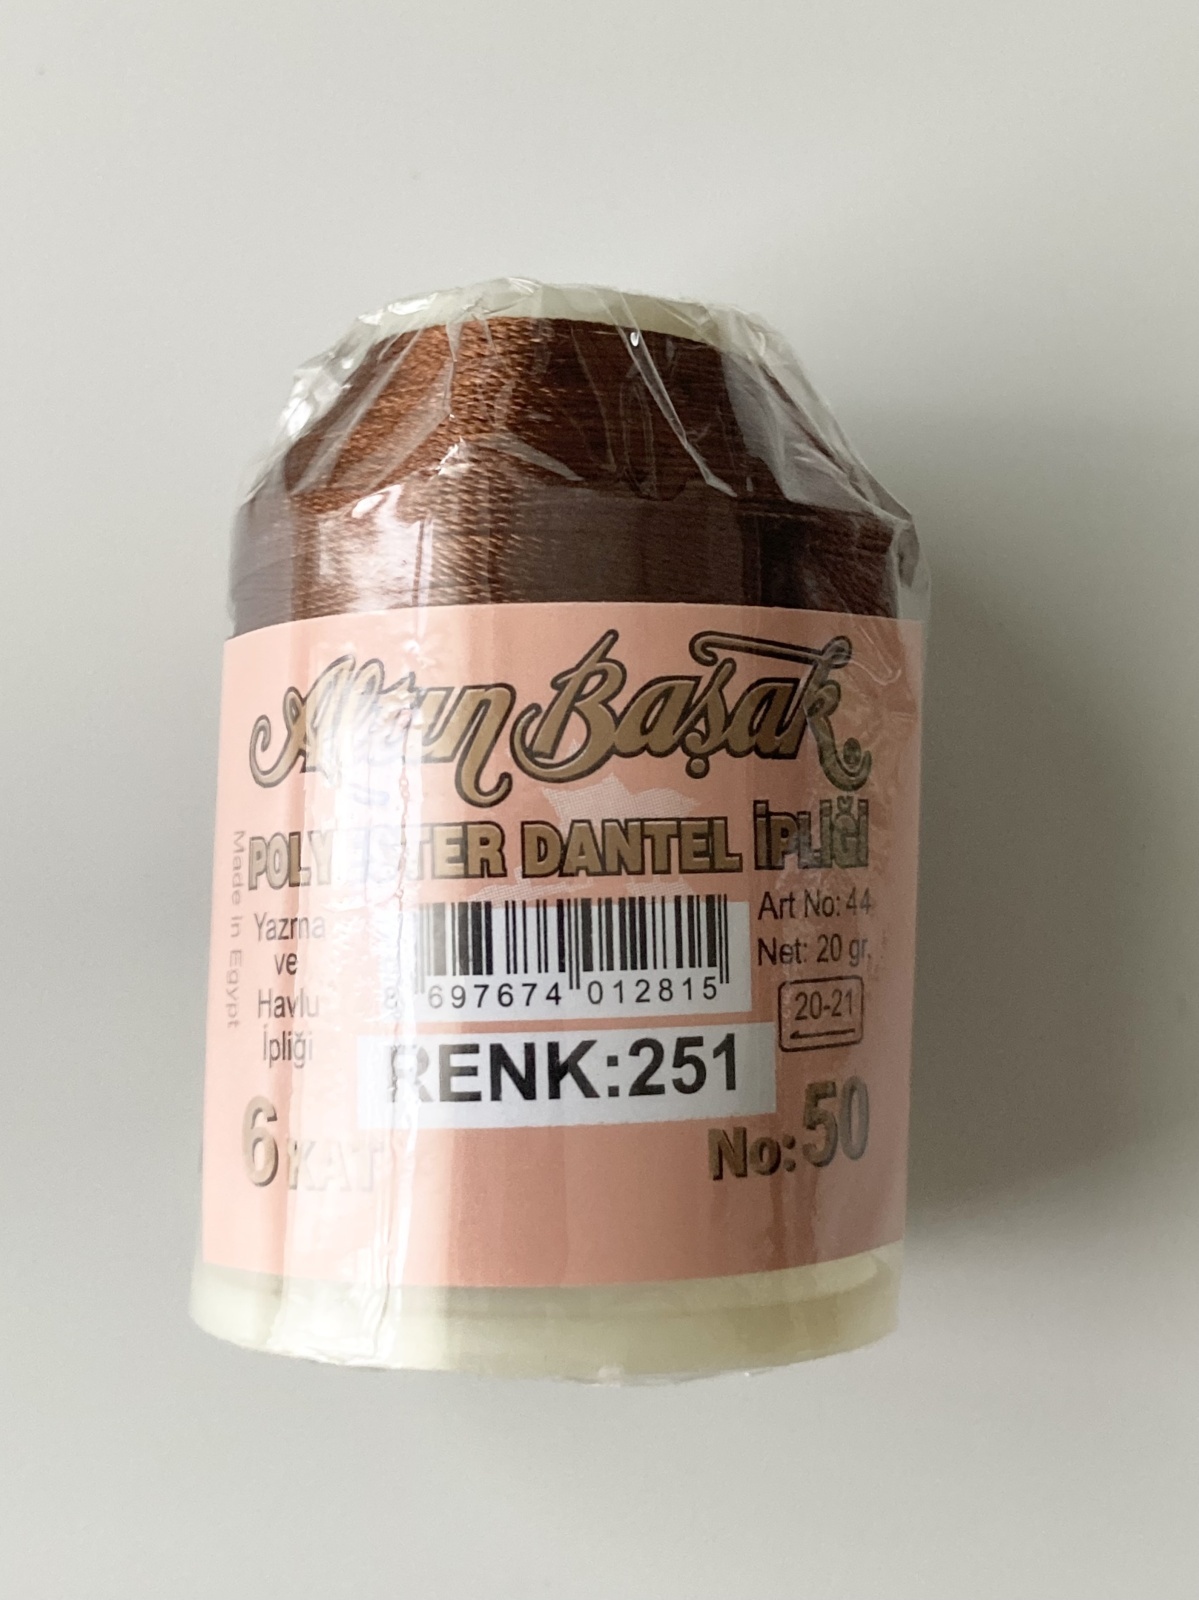 Altın Başak
POLYESTER DANTEL İPLİĞİ
Made in Egypt
Yazma
ve
Havlu
İpliği
8 697674 012815
Art No: 44
Net: 20 gr.
20-21
RENK:251
6 KAT
No:50